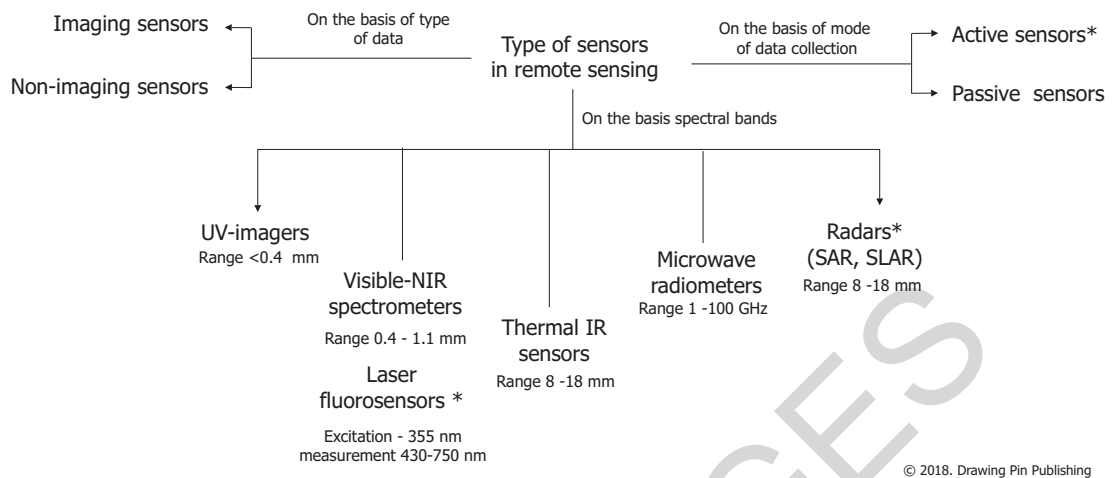 Imaging sensors
Non-imaging sensors
On the basis of type
of data
Type of sensors
in remote sensing
On the basis of mode
of data collection
Active sensors*
Passive sensors
On the basis spectral bands
UV-imagers
Range <0.4 mm
Visible-NIR
spectrometers
Range 0.4 - 1.1 mm
Laser
fluorosensors *
Excitation - 355 nm
measurement 430-750 nm
Thermal IR
sensors
Range 8 -18 mm
Microwave
radiometers
Range 1 -100 GHz
Radars*
(SAR, SLAR)
Range 8 -18 mm
GES
© 2018. Drawing Pin Publishing